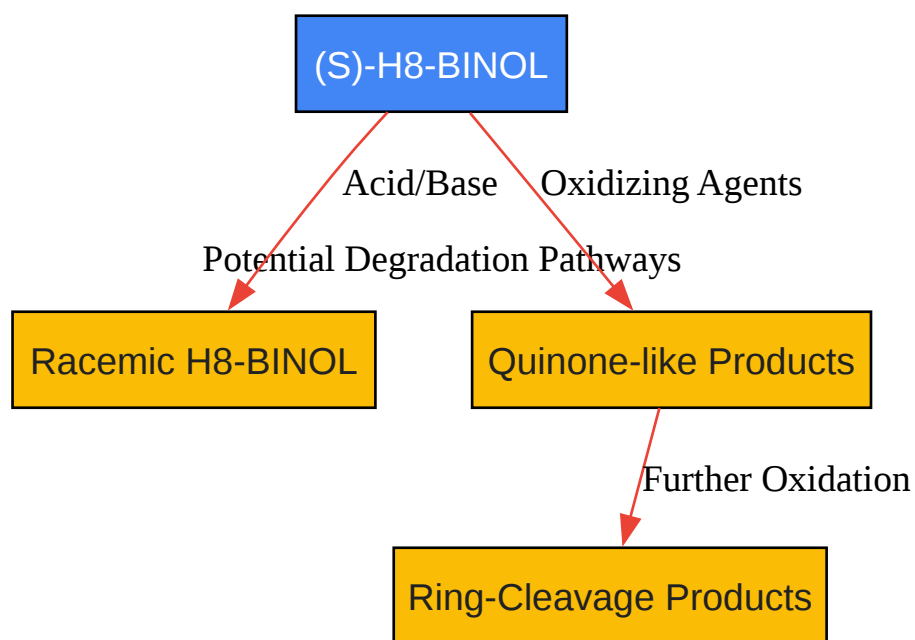 (S)-H8-BINOL
Acid/Base
Oxidizing Agents
Potential Degradation Pathways
Racemic H8-BINOL
Quinone-like Products
Further Oxidation
Ring-Cleavage Products